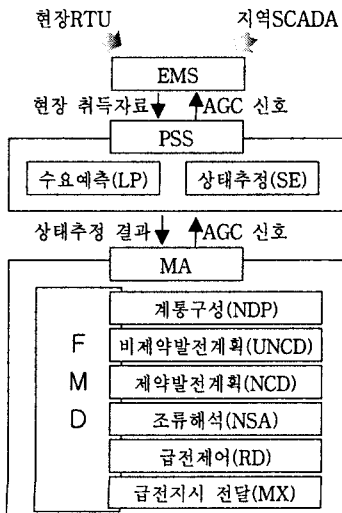 현장RTU 지역SCADA
EMS
현장 취득자료 AGC 신호
PSS
수요예측(LP) 상태추정(SE)
상태추정 결과 AGC 신호
MA
계통구성(NDP)
F 비제약발전계획(UNCD)
M 제약발전계획(NCD)
D 조류해석(NSA)
급전제어(RD)
급전지시 전달(MX)